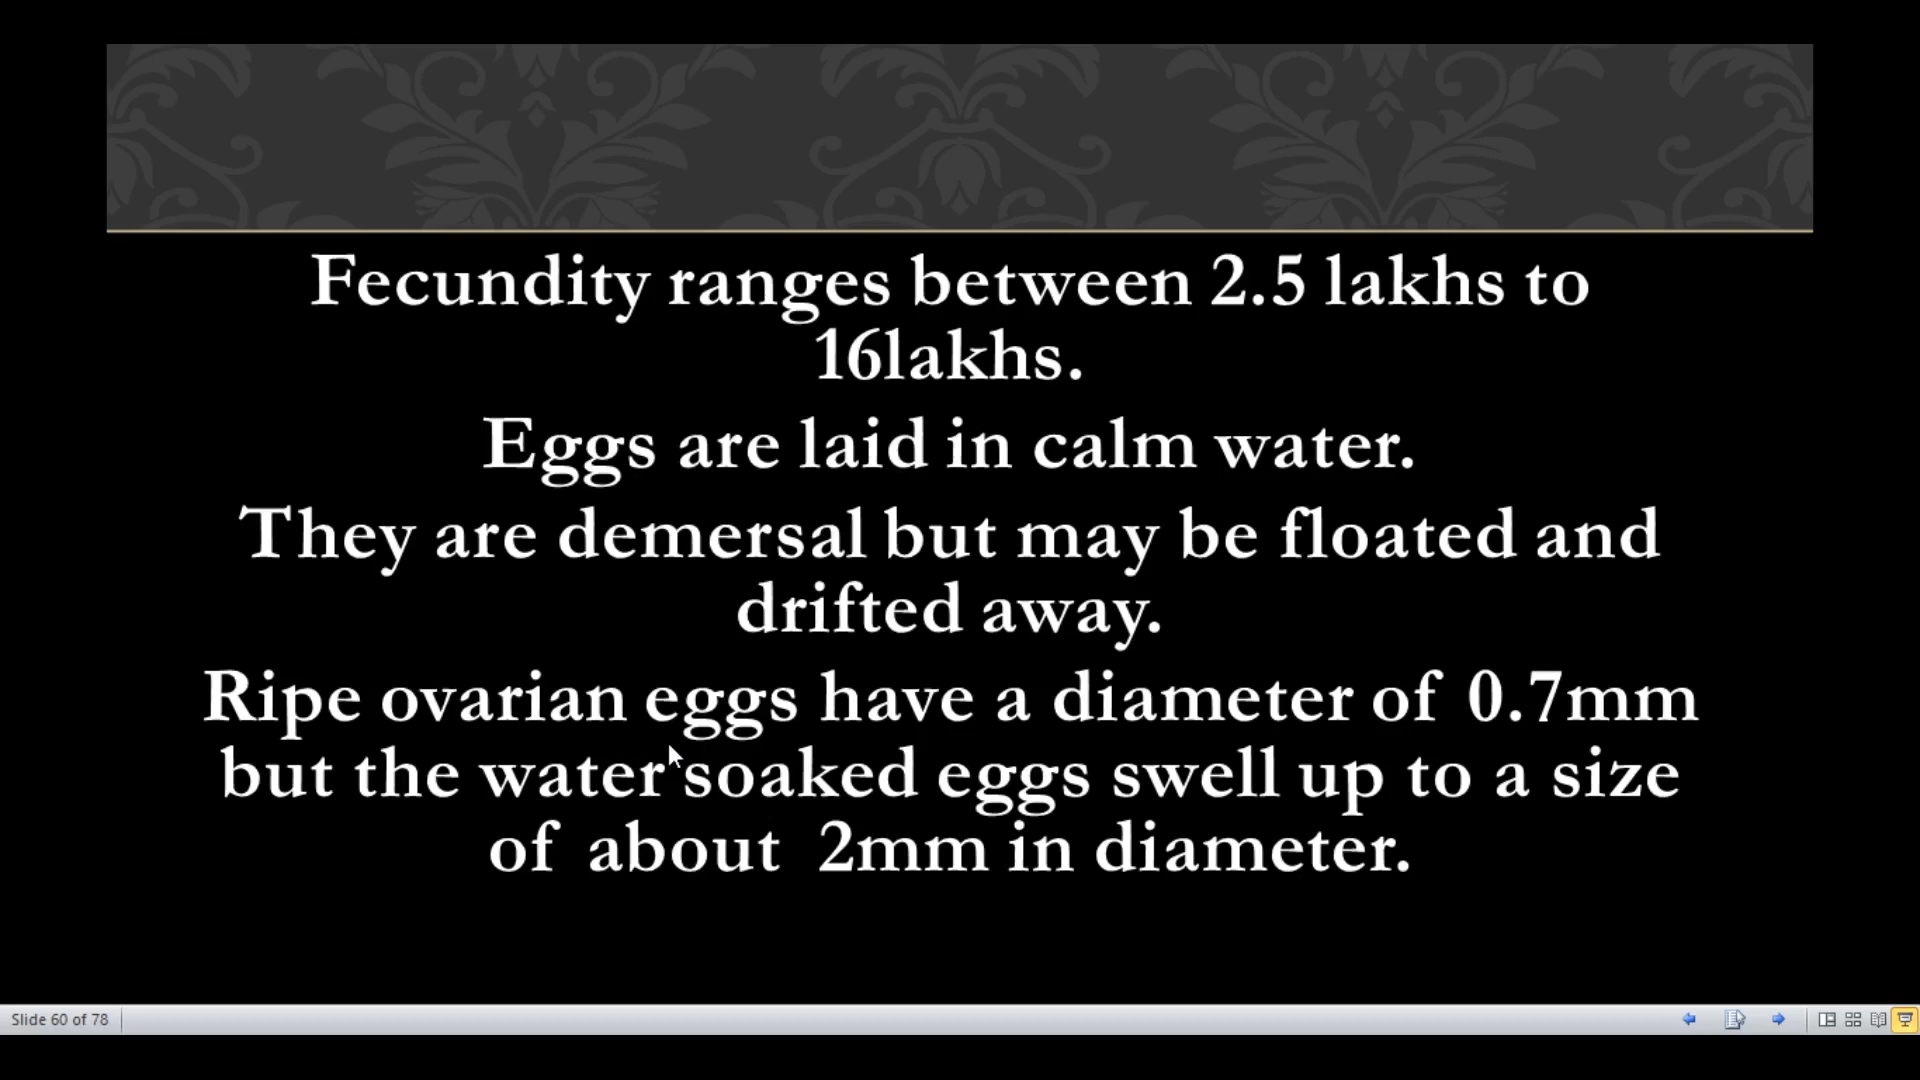 Fecundity ranges between 2.5 lakhs to
16lakhs.
Eggs are laid in calm water.
They are demersal but may be floated and
drifted away.
Ripe ovarian eggs have a diameter of 0.7mm
but the water soaked eggs swell up to a size
of about 2mm in diameter.
Slide 60 of 78